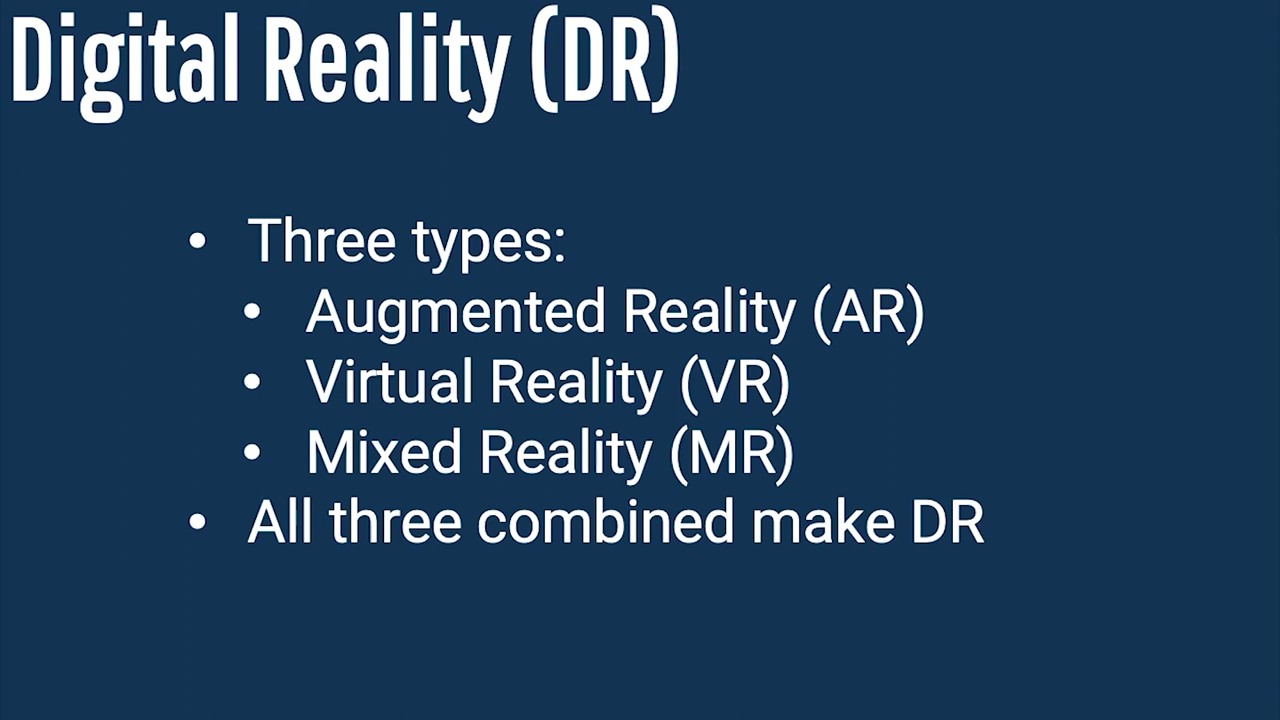 Digital Reality (DR)
• Three types:
• Augmented Reality (AR)
• Virtual Reality (VR)
• Mixed Reality (MR)
• All three combined make DR